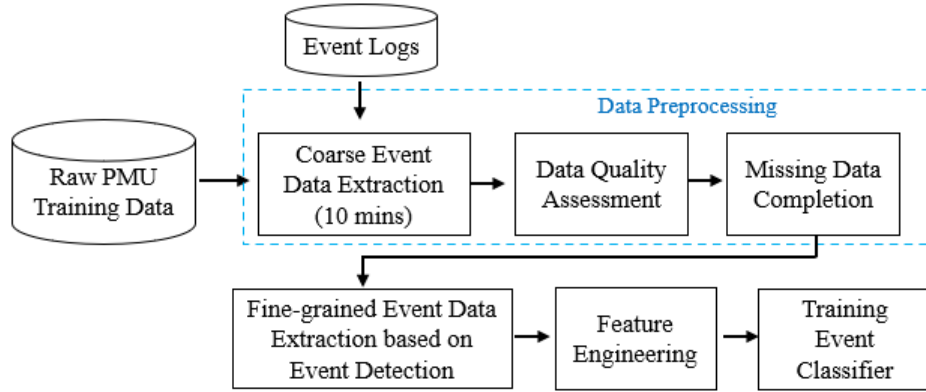 Event Logs
Data Preprocessing
Raw PMU
Training Data
Coarse Event
Data Extraction
(10 mins)
Data Quality
Assessment
Missing Data
Completion
Fine-grained Event Data
Extraction based on
Event Detection
Feature
Engineering
Training
Event
Classifier